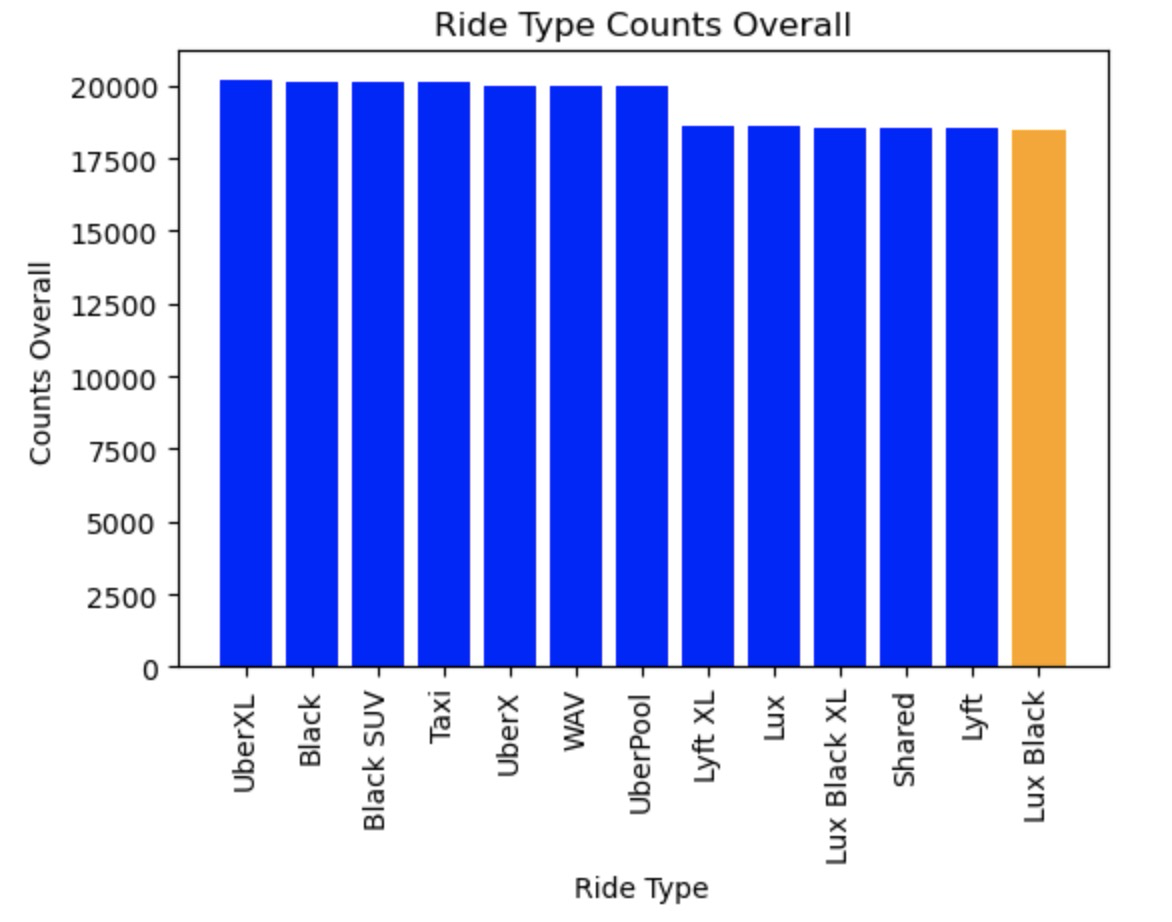 Ride Type Counts Overall
20000
17500
15000
12500
10000
7500
5000
2500
0
Counts Overall
UberXL
Black
Black SUV
Taxi
UberX
WAV
UberPool
Lyft XL
Lux
Lux Black XL
Shared
Lyft
Lux Black
Ride Type